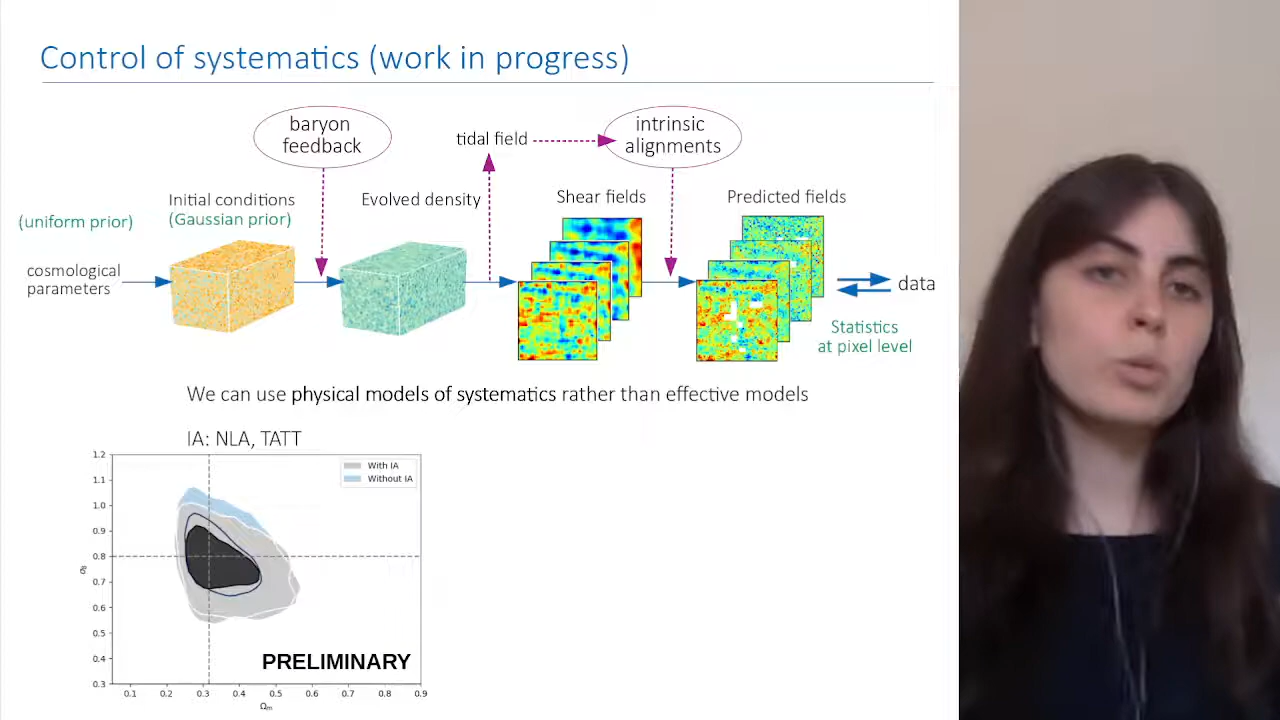 Control of systematics (work in progress)
baryon
feedback
tidal field
intrinsic
alignments
Initial conditions
(Gaussian prior)
Evolved density
Shear fields
Predicted fields
(uniform prior)
cosmological
parameters
data
Statistics
at pixel level
We can use physical models of systematics rather than effective models
IA: NLA, TATT
With IA
Without IA
1.2
1.1
1.0
0.9
0.8
0.7
0.6
0.5
0.4
0.3
σ8
PRELIMINARY
0.1 0.2 0.3 0.4 0.5 0.6 0.7 0.8 0.9
Ωm